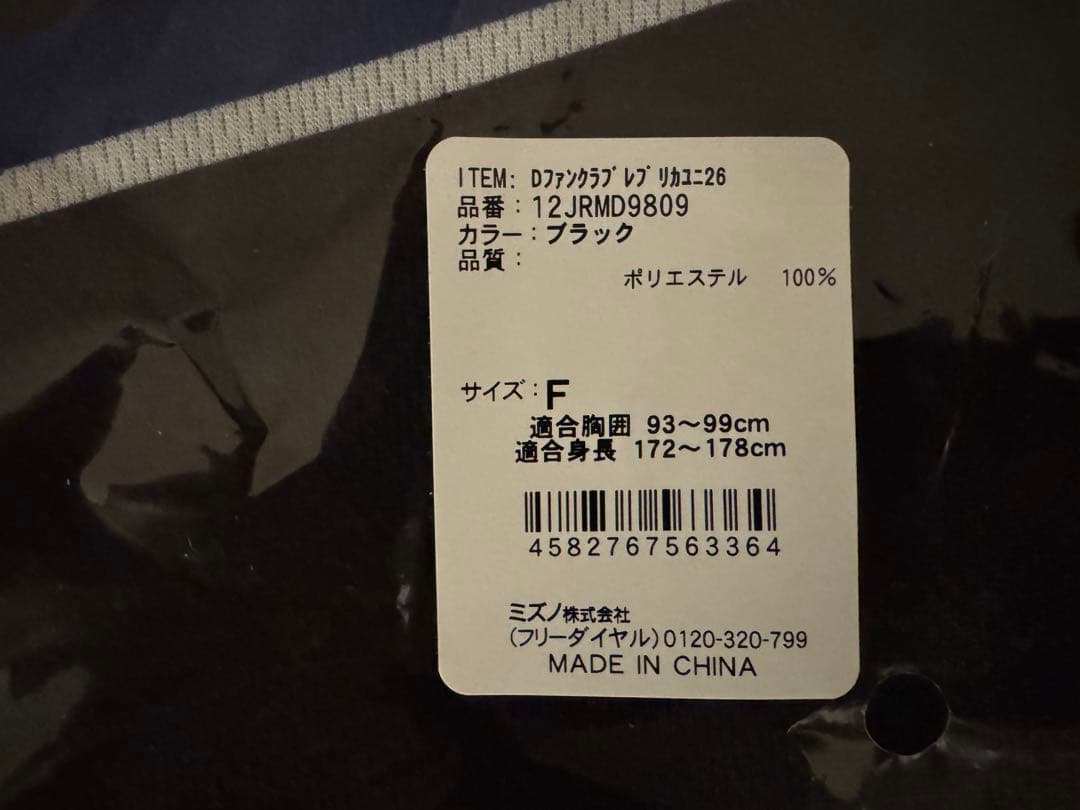 ITEM: Dファンクラブレプリカユニ26
品番：12JRMD9809
カラー：ブラック
品質：
ポリエステル 100%
サイズ：F
適合胸囲 93～99cm
適合身長 172～178cm
4582767563364
ミズノ株式会社
(フリーダイヤル)0120-320-799
MADE IN CHINA